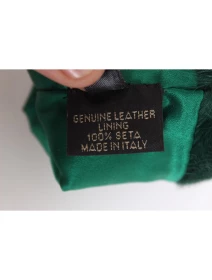 GENUINE LEATHER
LINING
100% SETA
MADE IN ITALY